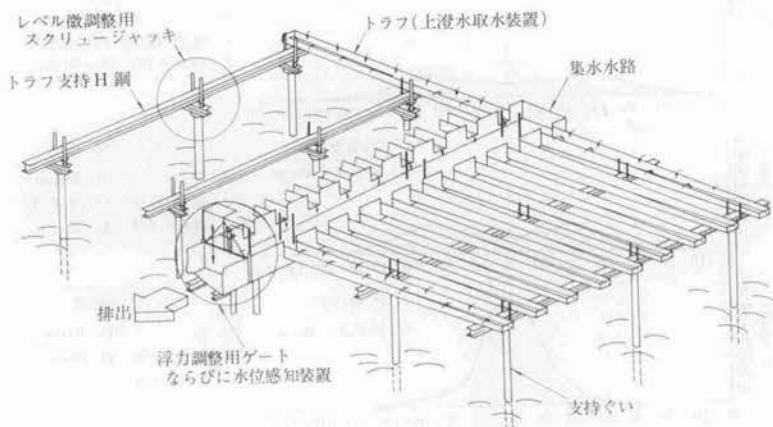 レベル微調整用
スクリュージャッキ
トラフ(上澄水取水装置)
集水水路
トラフ支持H鋼
排出
浮力調整用ゲート
ならびに水位感知装置
支持ぐい